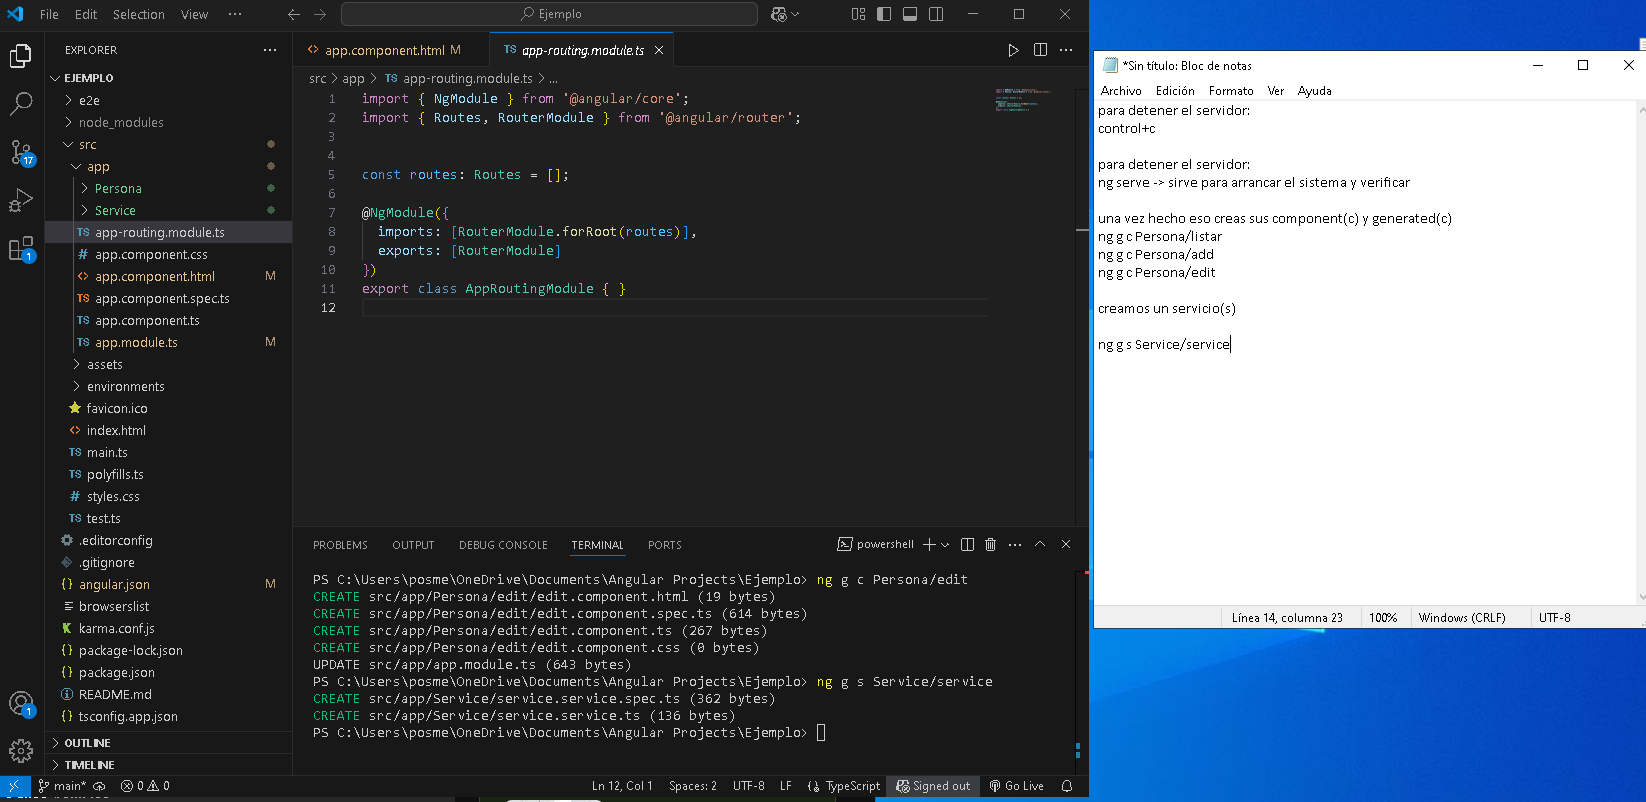 File Edit Selection View ··· Ejemplo
EXPLORER ···
EJEMPLO
e2e
node_modules
src
app
Persona
Service
TS app-routing.module.ts
# app.component.css
<> app.component.html M
TS app.component.spec.ts
TS app.component.ts
TS app.module.ts M
assets
environments
favicon.ico
<> index.html
TS main.ts
TS polyfills.ts
# styles.css
TS test.ts
.editorconfig
.gitignore
{} angular.json M
browserslist
K karma.conf.js
{} package-lock.json
{} package.json
README.md
{} tsconfig.app.json
OUTLINE
TIMELINE
17
1
1
<> app.component.html M
TS app-routing.module.ts
src > app > TS app-routing.module.ts > ...
1 import { NgModule } from '@angular/core';
2 import { Routes, RouterModule } from '@angular/router';
3
4
5 const routes: Routes = [];
6
7 @NgModule({
8 imports: [RouterModule.forRoot(routes)],
9 exports: [RouterModule]
10 })
11 export class AppRoutingModule { }
12
PROBLEMS OUTPUT DEBUG CONSOLE TERMINAL PORTS powershell ···
PS C:\Users\posme\OneDrive\Documents\Angular Projects\Ejemplo> ng g c Persona/edit
CREATE src/app/Persona/edit/edit.component.html (19 bytes)
CREATE src/app/Persona/edit/edit.component.spec.ts (614 bytes)
CREATE src/app/Persona/edit/edit.component.ts (267 bytes)
CREATE src/app/Persona/edit/edit.component.css (0 bytes)
UPDATE src/app/app.module.ts (643 bytes)
PS C:\Users\posme\OneDrive\Documents\Angular Projects\Ejemplo> ng g s Service/service
CREATE src/app/Service/service.service.spec.ts (362 bytes)
CREATE src/app/Service/service.service.ts (136 bytes)
PS C:\Users\posme\OneDrive\Documents\Angular Projects\Ejemplo>
main* 0 0 Ln 12, Col 1 Spaces: 2 UTF-8 LF {} TypeScript Signed out Go Live
*Sin título: Bloc de notas
Archivo Edición Formato Ver Ayuda
para detener el servidor:
control+c
para detener el servidor:
ng serve -> sirve para arrancar el sistema y verificar
una vez hecho eso creas sus component(c) y generated(c)
ng g c Persona/listar
ng g c Persona/add
ng g c Persona/edit
creamos un servicio(s)
ng g s Service/service
Línea 14, columna 23 100% Windows (CRLF) UTF-8